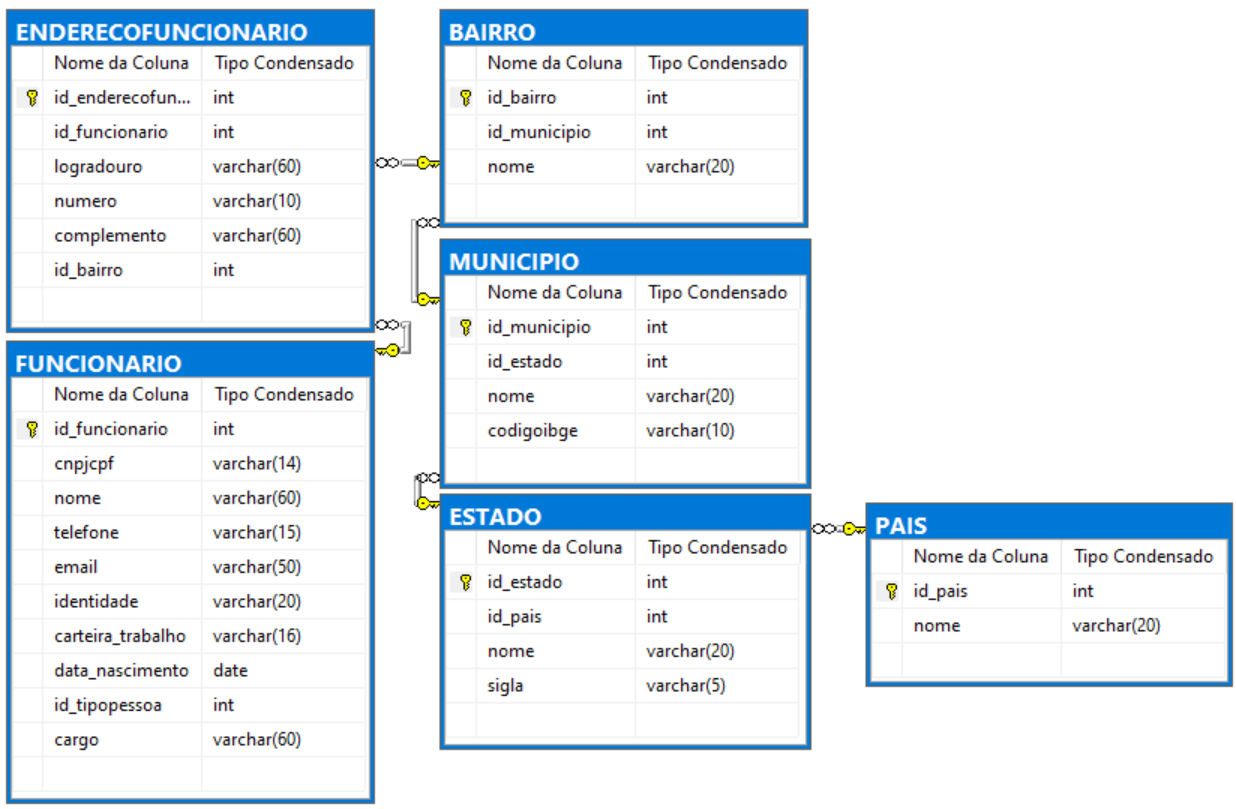 ENDERECOFUNCIONARIO
Nome da Coluna Tipo Condensado
id_enderecofun... int
id_funcionario int
logradouro varchar(60)
numero varchar(10)
complemento varchar(60)
id_bairro int
FUNCIONARIO
Nome da Coluna Tipo Condensado
id_funcionario int
cnpjcpf varchar(14)
nome varchar(60)
telefone varchar(15)
email varchar(50)
identidade varchar(20)
carteira_trabalho varchar(16)
data_nascimento date
id_tipopessoa int
cargo varchar(60)
BAIRRO
Nome da Coluna Tipo Condensado
id_bairro int
id_municipio int
nome varchar(20)
MUNICIPIO
Nome da Coluna Tipo Condensado
id_municipio int
id_estado int
nome varchar(20)
codigoibge varchar(10)
ESTADO
Nome da Coluna Tipo Condensado
id_estado int
id_pais int
nome varchar(20)
sigla varchar(5)
PAIS
Nome da Coluna Tipo Condensado
id_pais int
nome varchar(20)